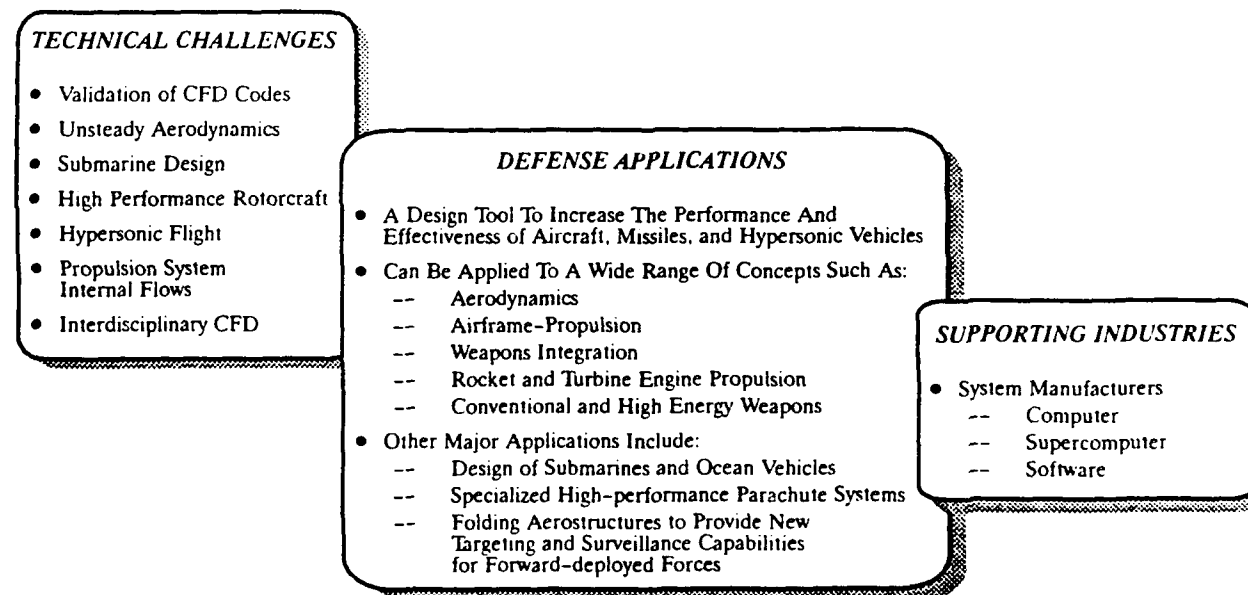 TECHNICAL CHALLENGES
• Validation of CFD Codes
• Unsteady Aerodynamics
• Submarine Design
• High Performance Rotorcraft
• Hypersonic Flight
• Propulsion System
Internal Flows
• Interdisciplinary CFD
DEFENSE APPLICATIONS
• A Design Tool To Increase The Performance And
Effectiveness of Aircraft, Missiles, and Hypersonic Vehicles
• Can Be Applied To A Wide Range Of Concepts Such As:
-- Aerodynamics
-- Airframe-Propulsion
-- Weapons Integration
-- Rocket and Turbine Engine Propulsion
-- Conventional and High Energy Weapons
• Other Major Applications Include:
-- Design of Submarines and Ocean Vehicles
-- Specialized High-performance Parachute Systems
-- Folding Aerostructures to Provide New
Targeting and Surveillance Capabilities
for Forward-deployed Forces
SUPPORTING INDUSTRIES
• System Manufacturers
-- Computer
-- Supercomputer
-- Software